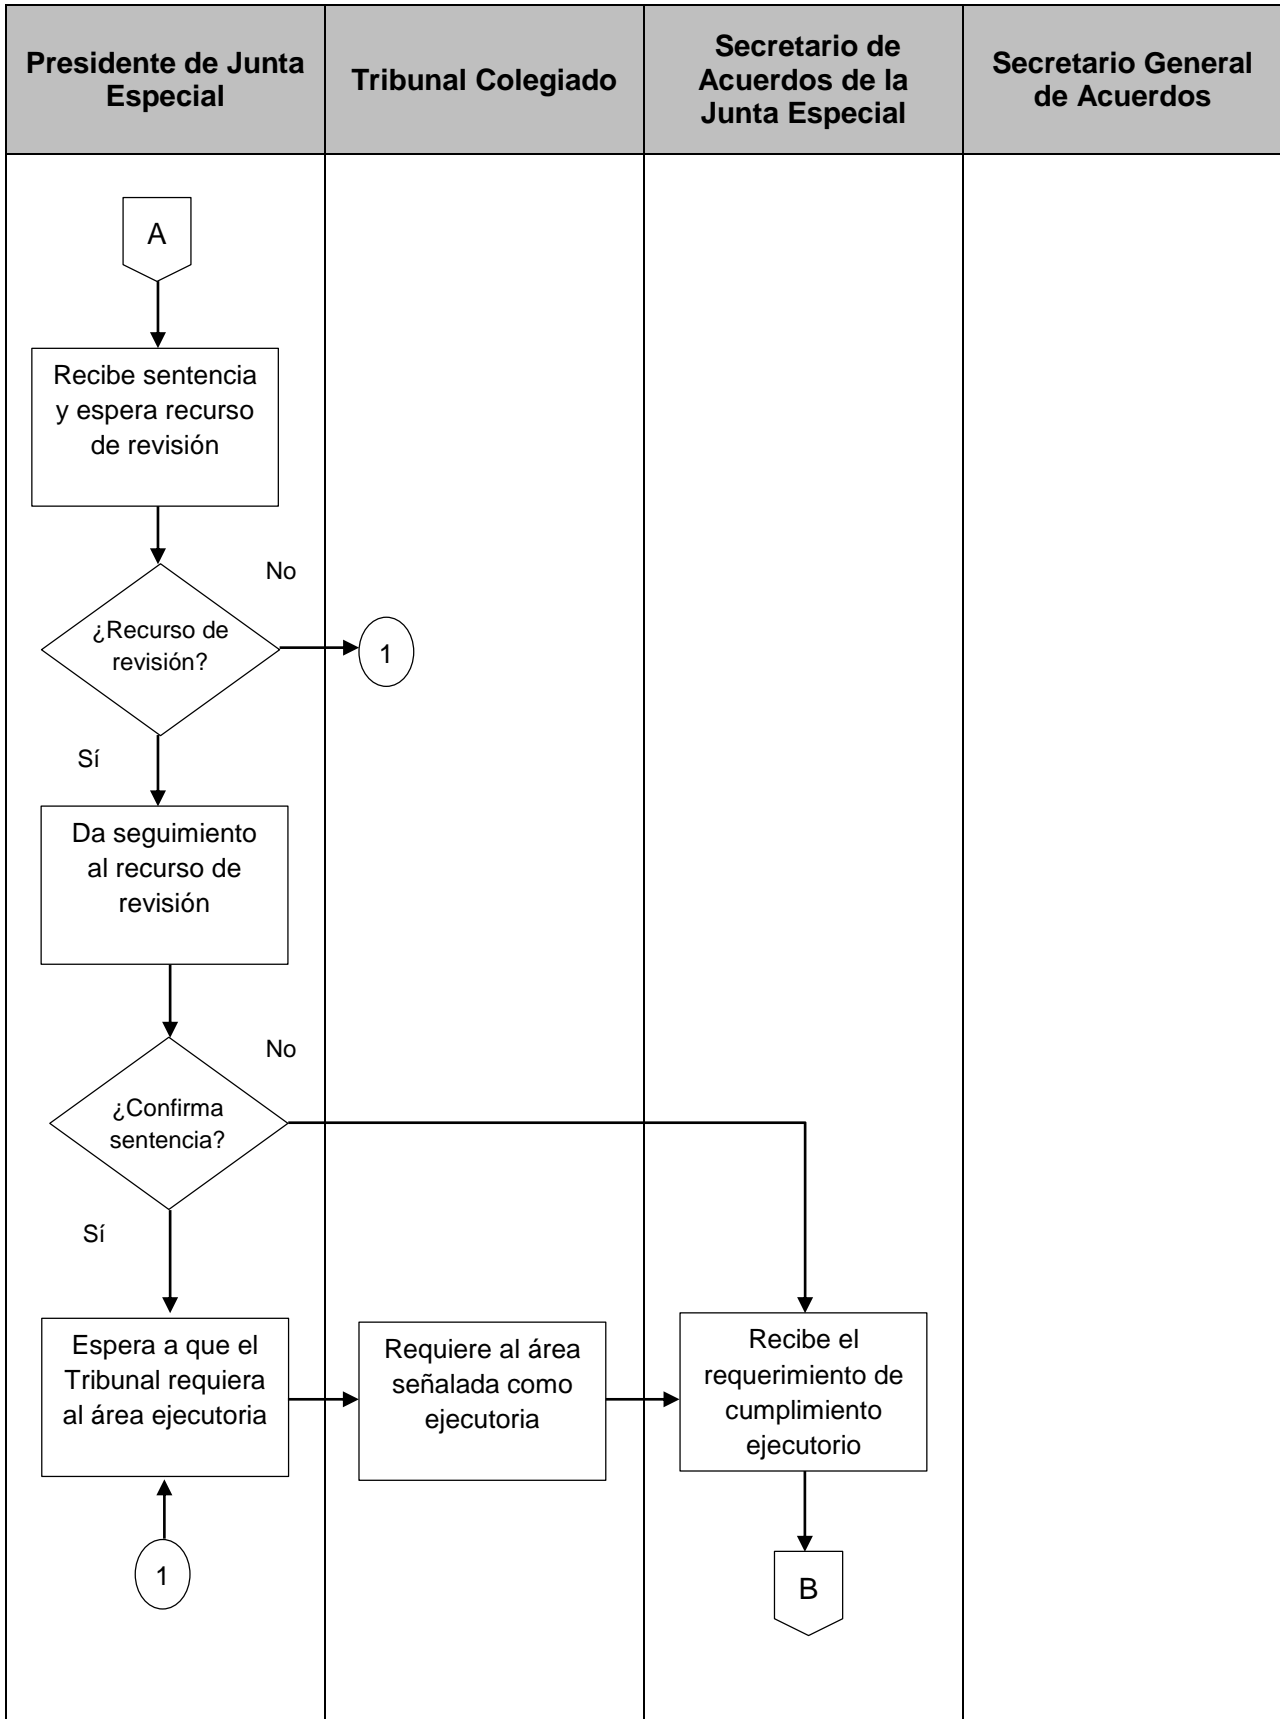 Presidente de Junta
Especial
Tribunal Colegiado
Secretario de
Acuerdos de la
Junta Especial
Secretario General
de Acuerdos
A
Recibe sentencia
y espera recurso
de revisión
No
¿Recurso de
revisión?
1
Sí
Da seguimiento
al recurso de
revisión
No
¿Confirma
sentencia?
Sí
Espera a que el
Tribunal requiera
al área ejecutoria
Requiere al área
señalada como
ejecutoria
Recibe el
requerimiento de
cumplimiento
ejecutorio
1
B